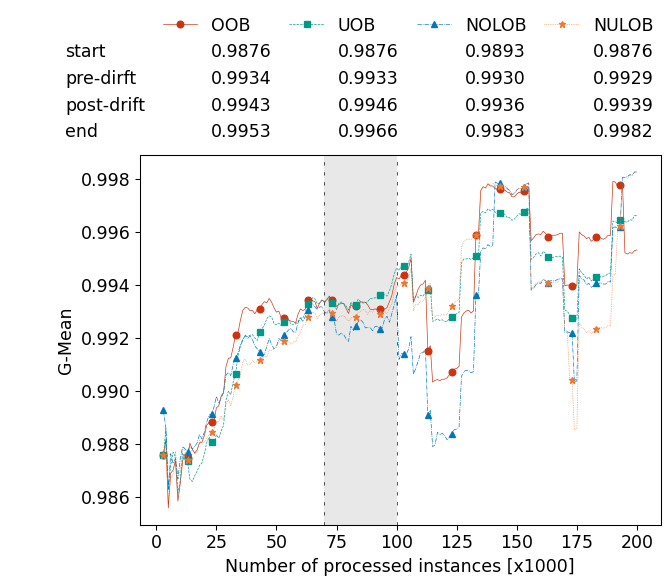 OOB UOB NOLOB NULOB
start 0.9876 0.9876 0.9893 0.9876
pre-dirft 0.9934 0.9933 0.9930 0.9929
post-drift 0.9943 0.9946 0.9936 0.9939
end 0.9953 0.9966 0.9983 0.9982
0.998
0.996
0.994
0.992
0.990
0.988
0.986
G-Mean
0 25 50 75 100 125 150 175 200
Number of processed instances [x1000]